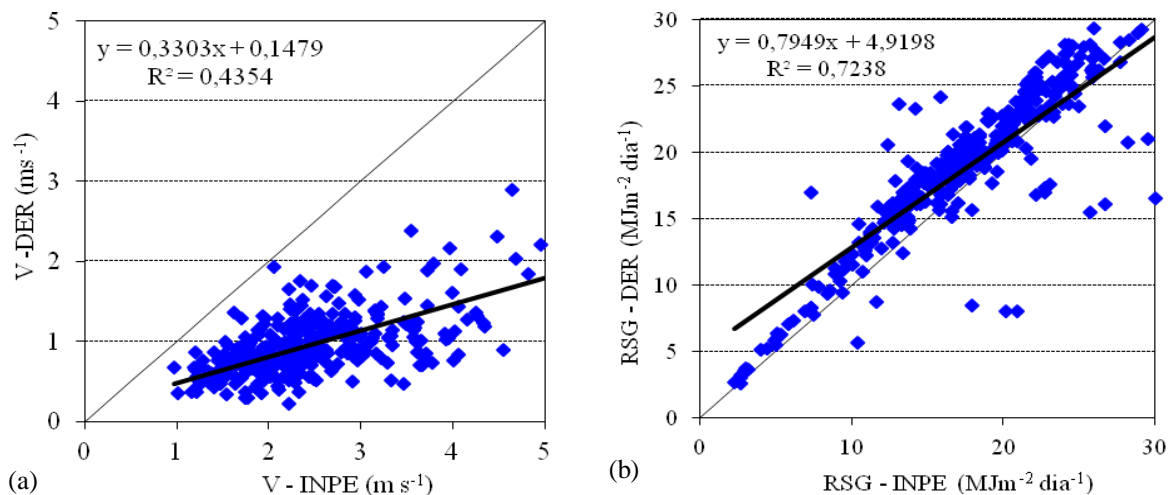 5
4
3
2
1
0
V -DER (ms⁻¹)
y = 0,3303x + 0,1479
R² = 0,4354
0 1 2 3 4 5
V - INPE (m s⁻¹)
(a)
30
25
20
15
10
5
0
RSG - DER (MJm⁻² dia⁻¹)
y = 0,7949x + 4,9198
R² = 0,7238
0 10 20 30
RSG - INPE (MJm⁻² dia⁻¹)
(b)